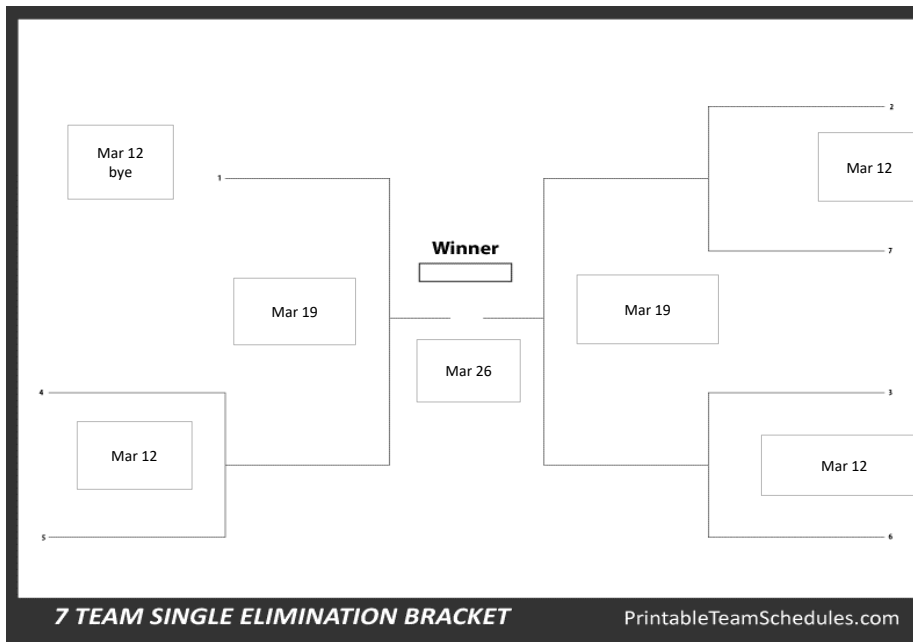 2
Mar 12
bye
Mar 12
1
Winner
7
Mar 19
Mar 19
Mar 26
4
3
Mar 12
Mar 12
5
6
7 TEAM SINGLE ELIMINATION BRACKET
PrintableTeamSchedules.com